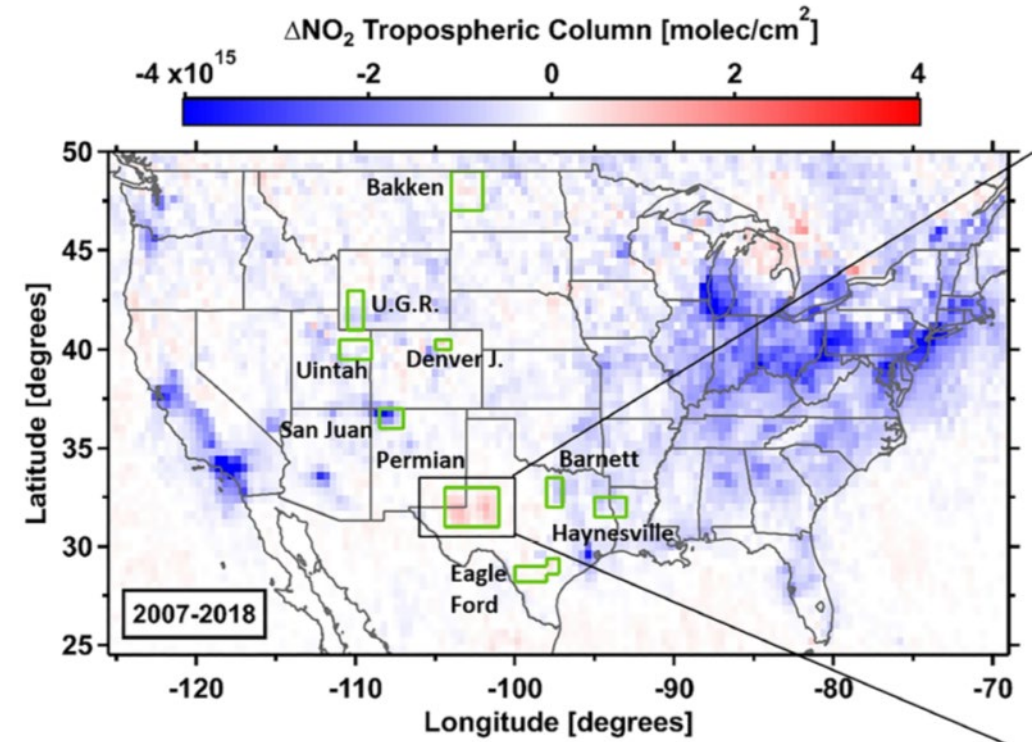 ΔNO₂ Tropospheric Column [molec/cm²]
-4 x10¹⁵ -2 0 2 4
50
45
40
35
30
25
Latitude [degrees]
Bakken
U.G.R.
Uintah
Denver J.
San Juan
Permian
Barnett
Haynesville
Eagle
Ford
2007-2018
-120 -110 -100 -90 -80 -70
Longitude [degrees]